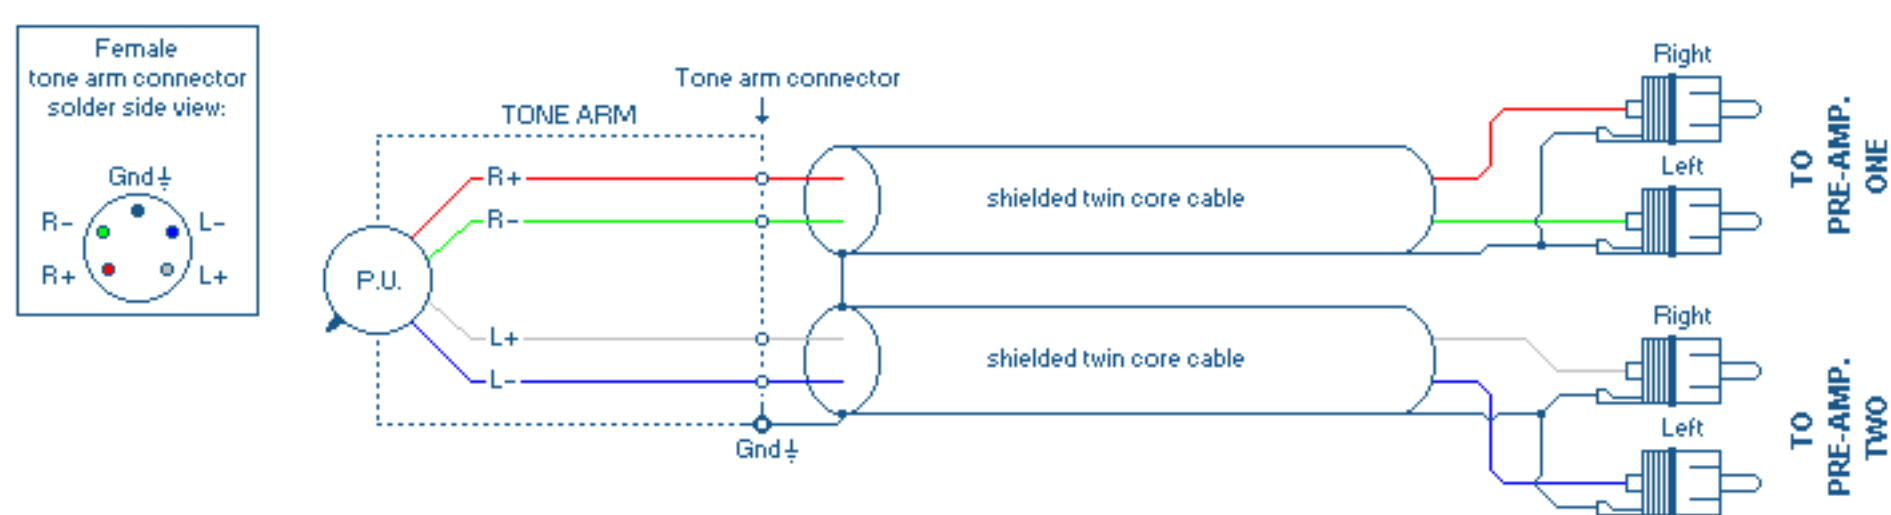 Female
tone arm connector
solder side view:
Gnd
R-
L-
R+
L+
TONE ARM
Tone arm connector
R+
R-
P.U.
L+
L-
Gnd
shielded twin core cable
shielded twin core cable
Right
Left
TO
PRE-AMP.
ONE
Right
Left
TO
PRE-AMP.
TWO